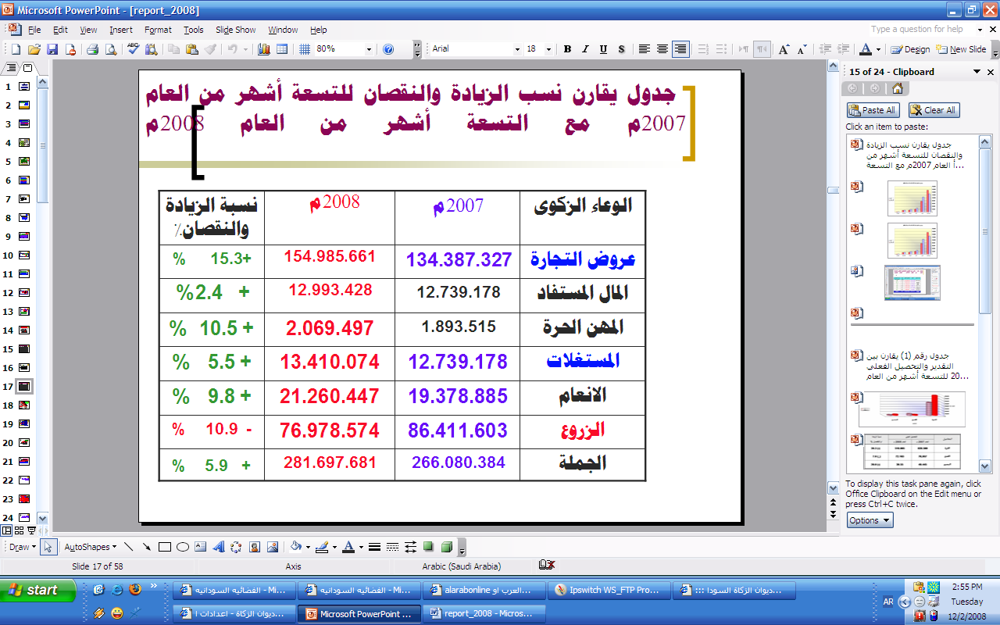 Microsoft PowerPoint - [report_2008]
File Edit View Insert Format Tools Slide Show Window Help
Type a question for help
80%
Arial 18 B I U S
Design New Slide
1
2
3
4
5
6
7
8
9
10
11
12
13
14
15
16
17
18
19
20
21
22
23
24
جدول يقارن نسب الزيادة والنقصان للتسعة أشهر من العام
2007م مع التسعة أشهر من العام 2008م
الوعاء الزكوى 2007م 2008م نسبة الزيادة
والنقصان٪
عروض التجارة 134.387.327 154.985.661 +15.3 %
المال المستفاد 12.739.178 12.993.428 + 2.4%
المهن الحرة 1.893.515 2.069.497 + 10.5 %
المستغلات 12.739.178 13.410.074 + 5.5 %
الانعام 19.378.885 21.260.447 + 9.8 %
الزروع 86.411.603 76.978.574 - 10.9 %
الجملة 266.080.384 281.697.681 + 5.9 %
15 of 24 - Clipboard
Paste All Clear All
Click an item to paste:
جدول يقارن نسب الزيادة
والنقصان للتسعة أشهر من
أ العام 2007م مع التسعة...
جدول رقم (1) يقارن بين
التقدير والتحصيل الفعلي
20 للتسعة أشهر من العام...
To display this task pane again, click
Office Clipboard on the Edit menu or
press Ctrl+C twice.
Options
Draw AutoShapes
Slide 17 of 58 Axis Arabic (Saudi Arabia)
start
الفضائيه السودانيه - Mi...
الفضائيه السودانيه - Mi...
alarabonline العرب او...
Ipswitch WS_FTP Pro...
ديوان الزكاة السودا :::...
AR
2:55 PM
ديوان الزكاة - اعدادات ا...
Microsoft PowerPoint ...
report_2008 - Micros...
Tuesday
12/2/2008